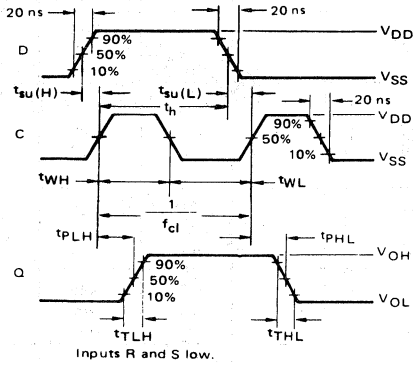 20 ns
20 ns
D
90%
50%
10%
VDD
VSS
tsu(H)
tsu(L)
th
20 ns
C
90%
50%
10%
VDD
VSS
tWH
tWL
1
fcl
tPLH
tPHL
Q
90%
50%
10%
VOH
VOL
tTLH
tTHL
Inputs R and S low.